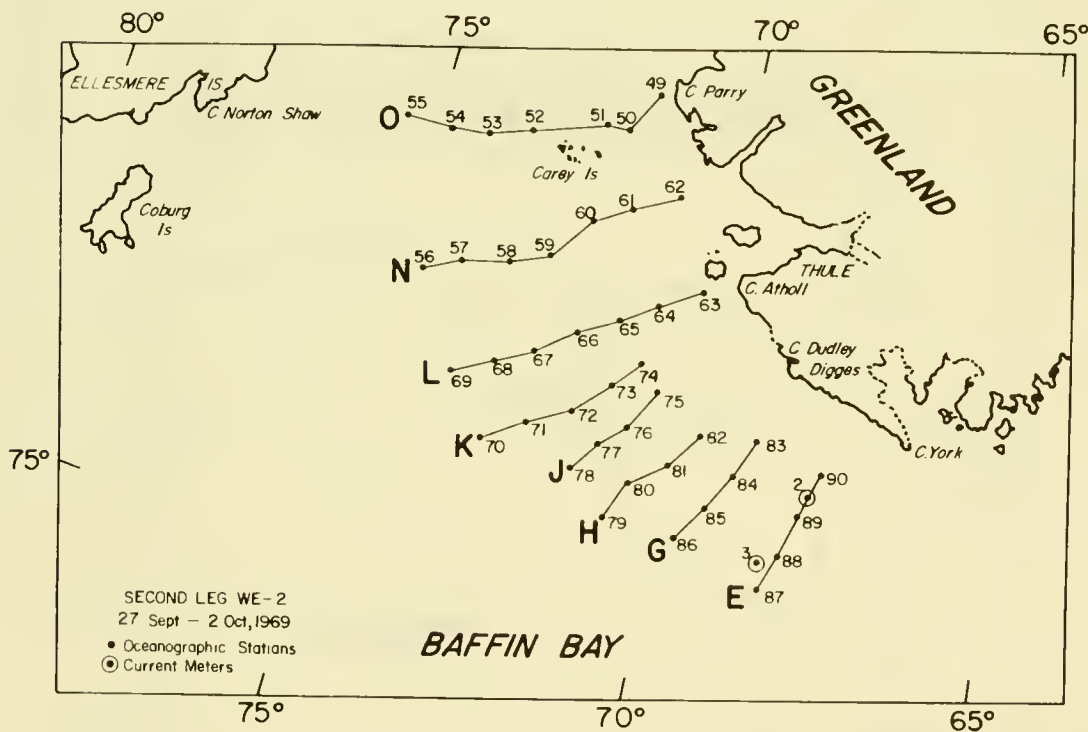 80°
75°
70°
65°
ELLESMERE IS
C Norton Shaw
Coburg
Is
O
55
54
53
52
51
50
49
Carey Is
C Parry
GREENLAND
N
56
57
58
59
60
61
62
THULE
C. Atholl
L
69
68
67
66
65
64
63
C Dudley
Digges
C. York
K
70
71
72
73
74
J
78
77
76
75
H
79
80
81
82
G
86
85
84
83
E
87
88
89
90
2
3
75°
SECOND LEG WE-2
27 Sept - 2 Oct, 1969
Oceanographic Stations
Current Meters
BAFFIN BAY
75°
70°
65°